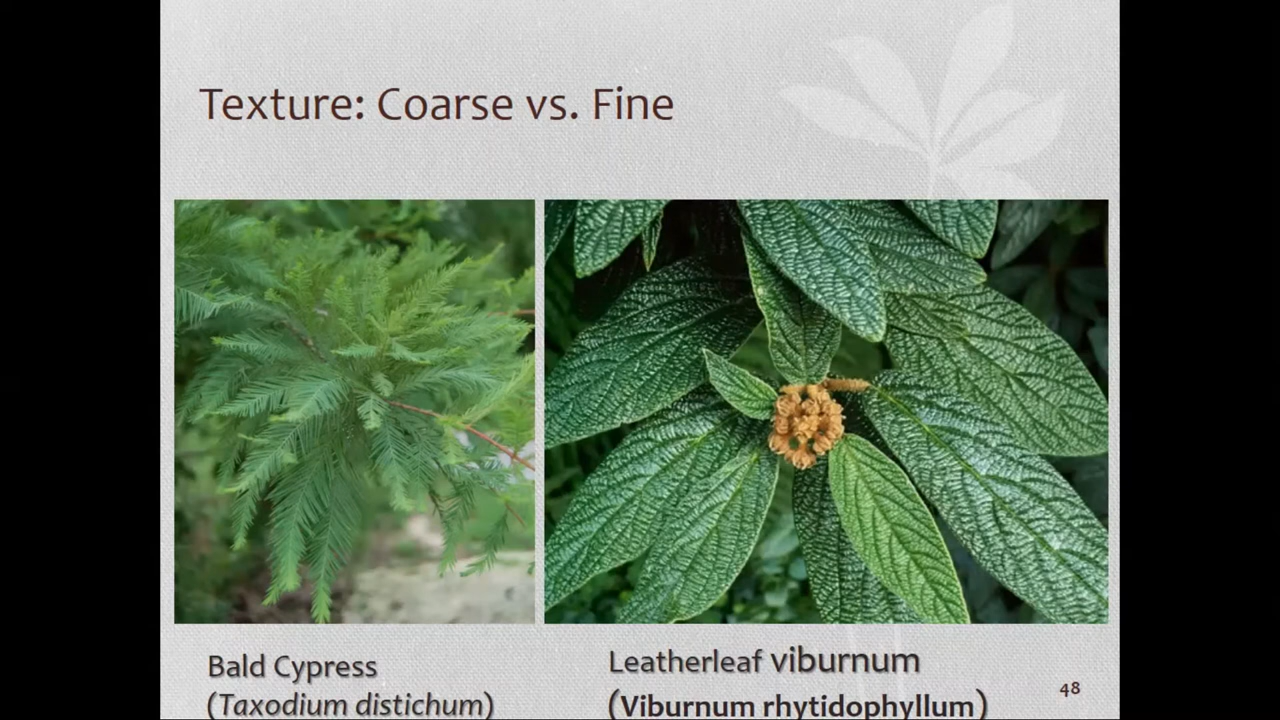 Texture: Coarse vs. Fine
Bald Cypress
(Taxodium distichum)
Leatherleaf viburnum
(Viburnum rhytidophyllum)
48